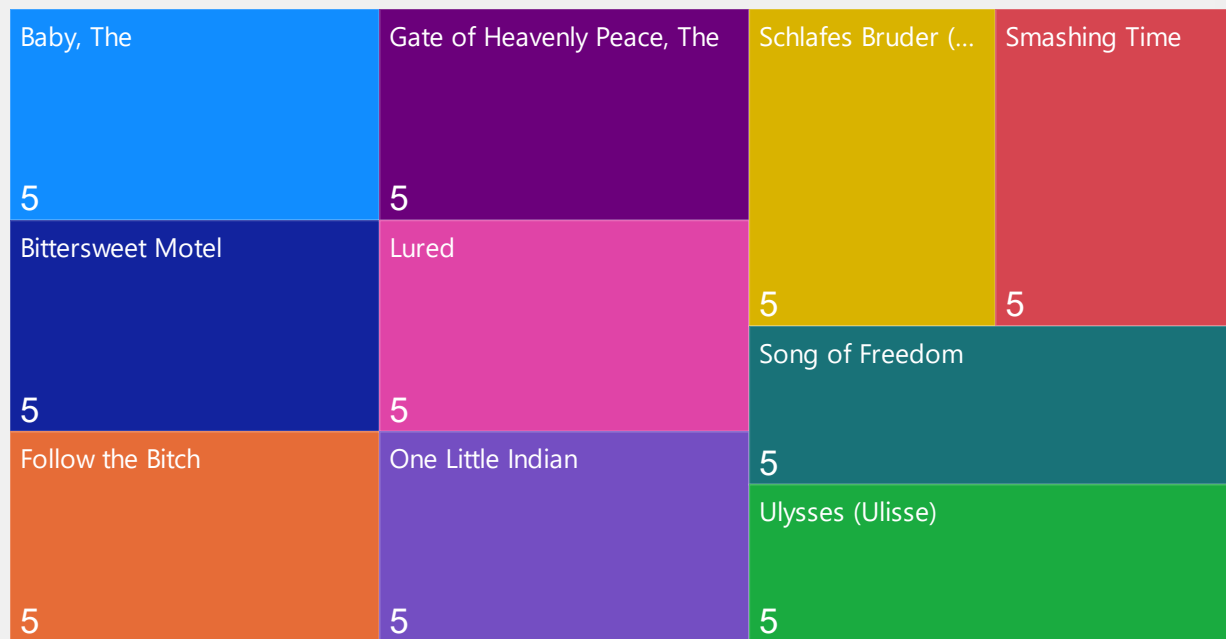 Baby, The
5
Gate of Heavenly Peace, The
5
Schlafes Bruder (...
5
Smashing Time
5
Bittersweet Motel
5
Lured
5
Song of Freedom
5
Follow the Bitch
5
One Little Indian
5
Ulysses (Ulisse)
5